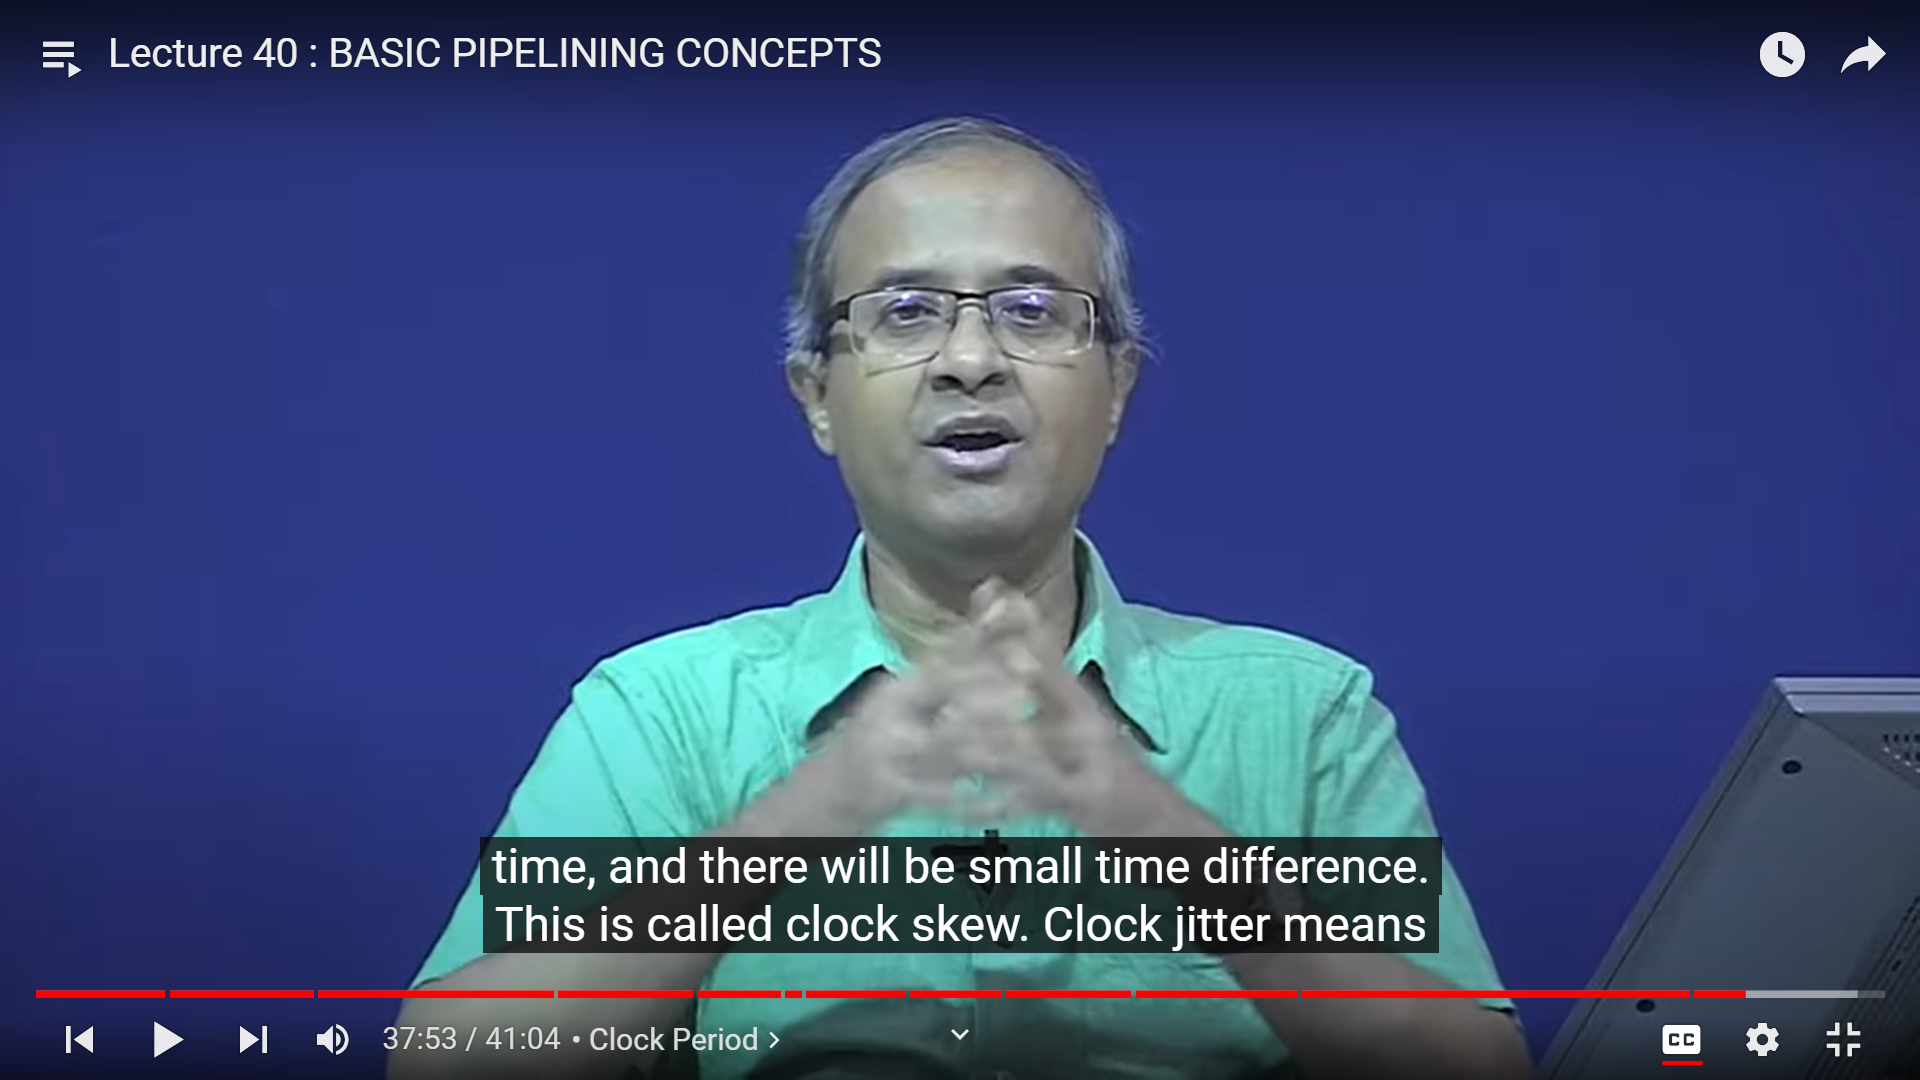 Lecture 40 : BASIC PIPELINING CONCEPTS
time, and there will be small time difference.
This is called clock skew. Clock jitter means
37:53 / 41:04 • Clock Period >
CC